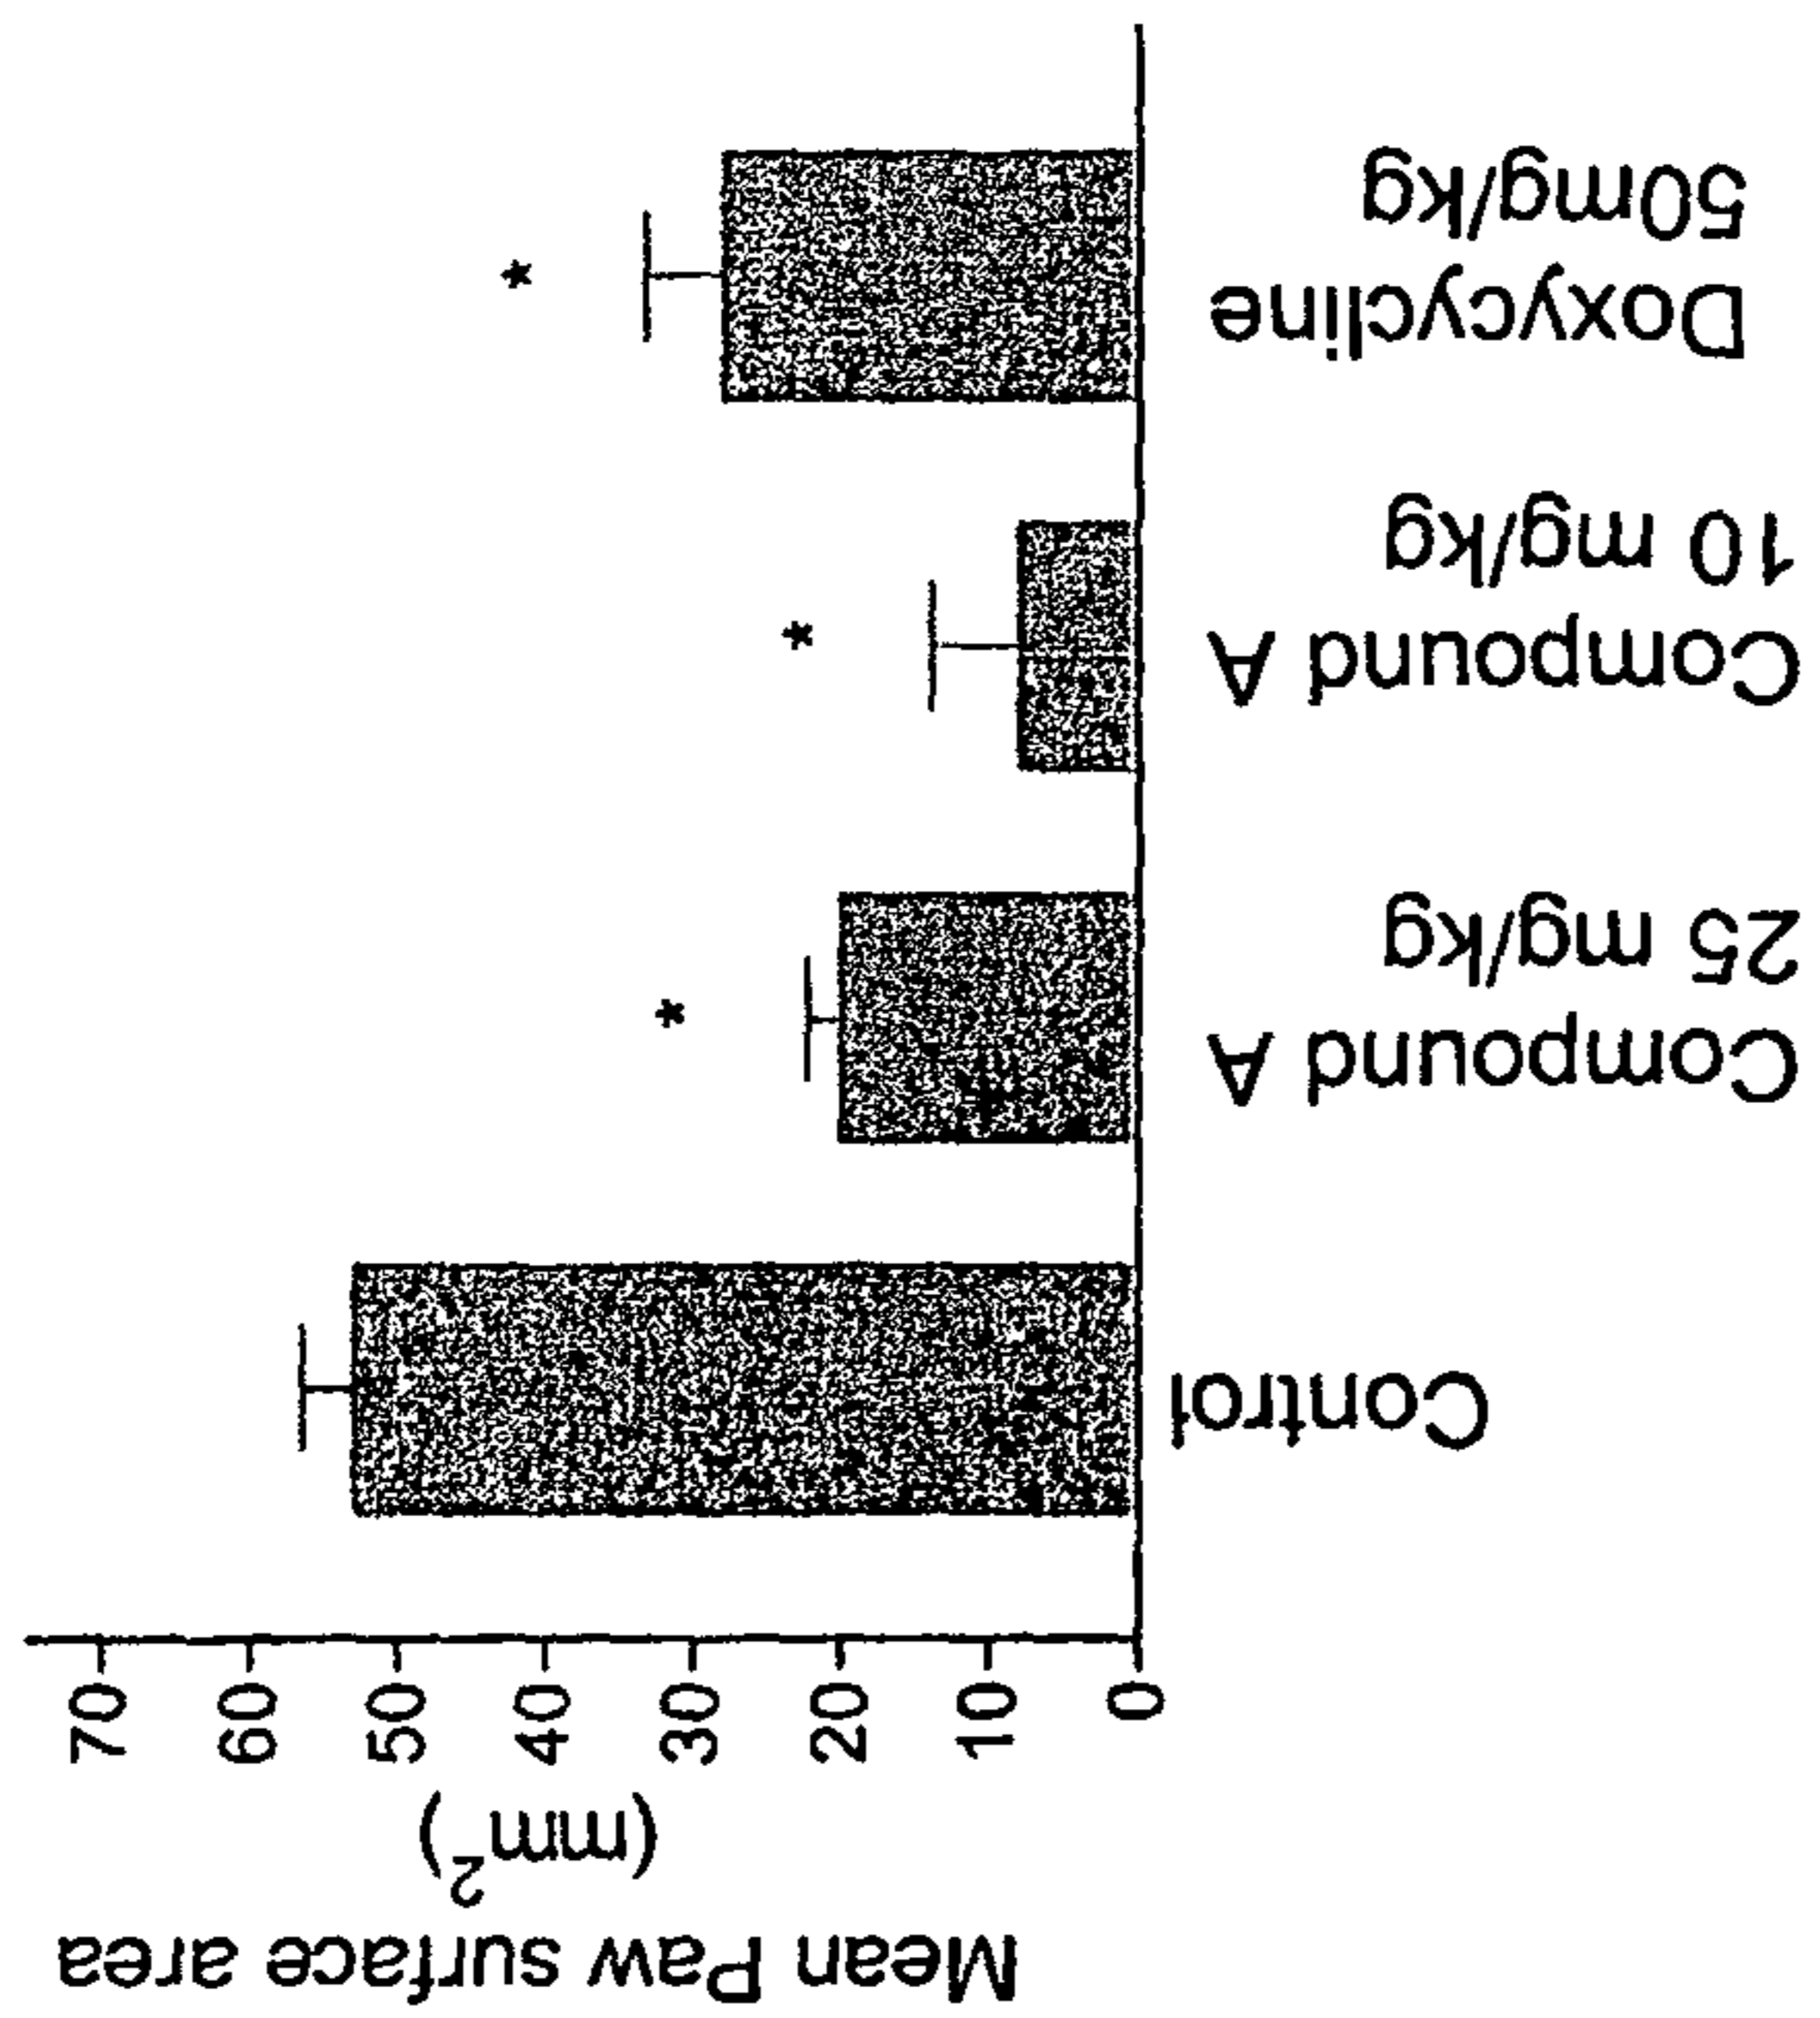 Mean Paw surface area
(mm²)
70
60
50
40
30
20
10
0
*
*
*
Control
Compound A
25 mg/kg
Compound A
10 mg/kg
Doxycycline
50mg/kg